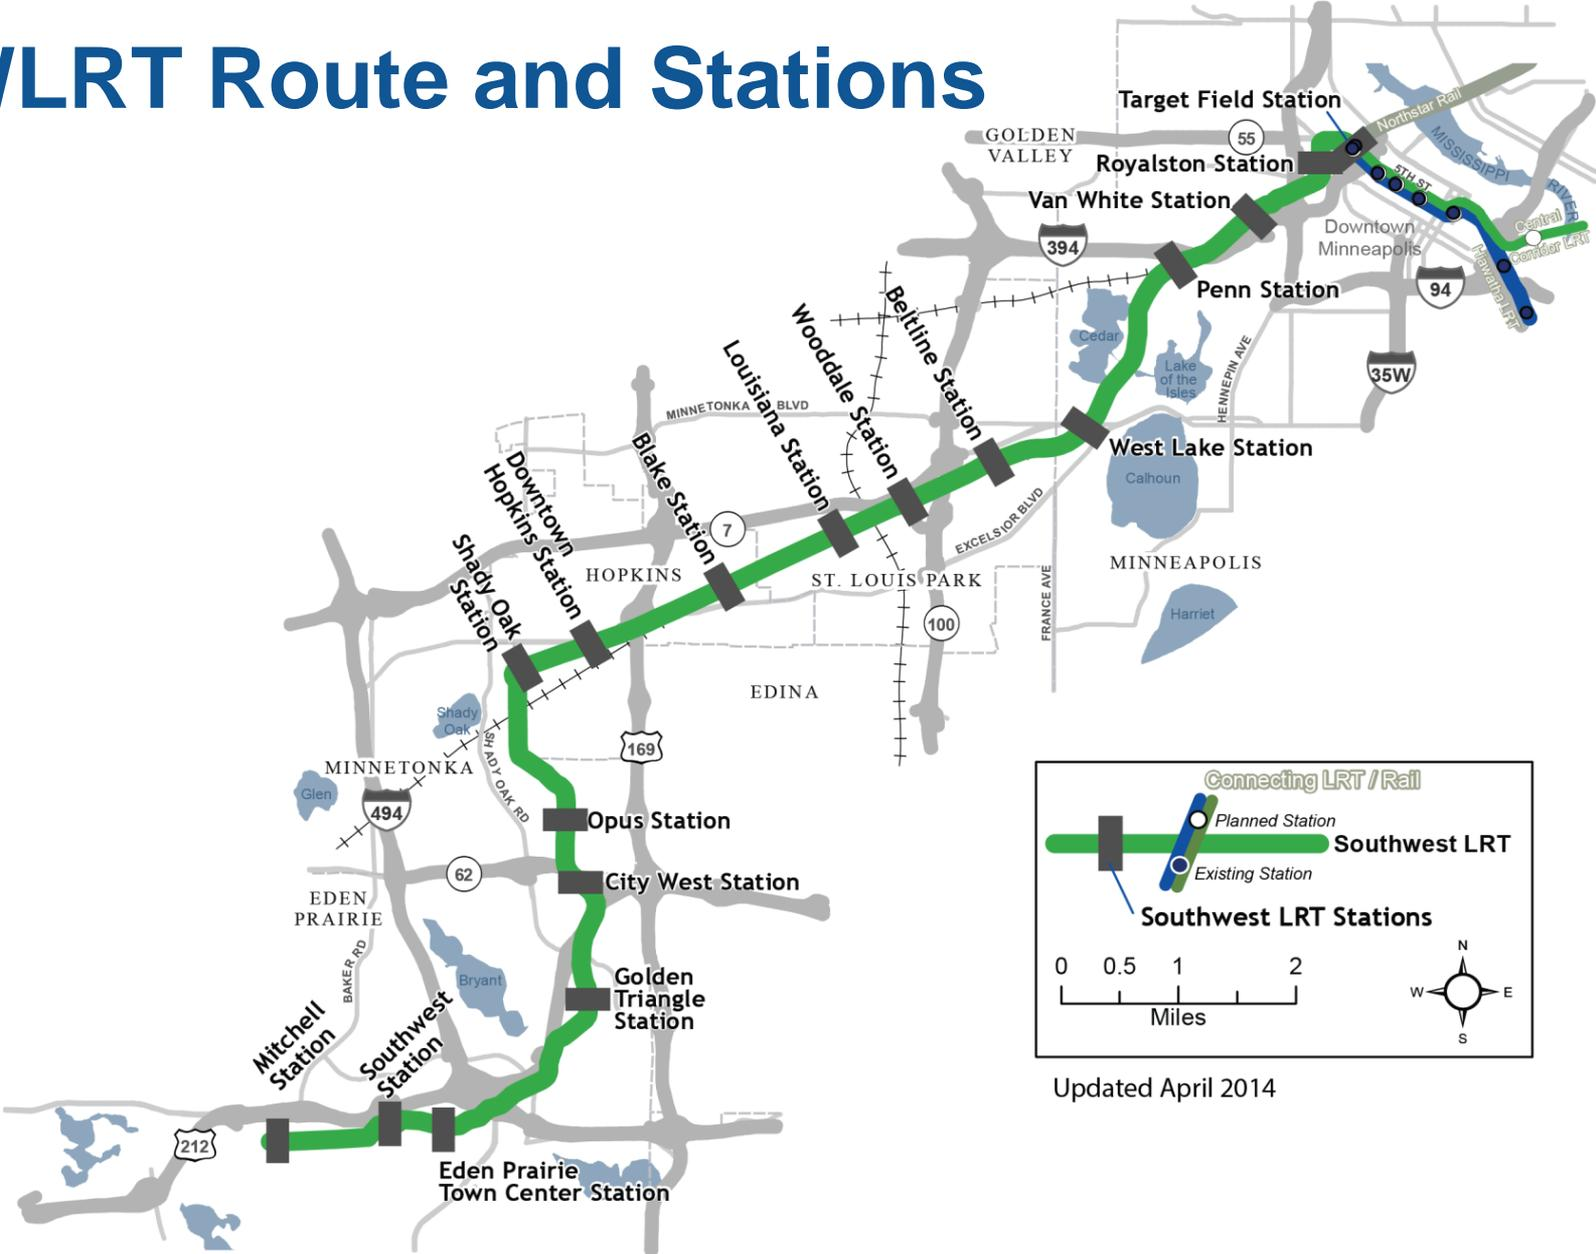 /LRT Route and Stations
Target Field Station
Northstar Rail
GOLDEN
VALLEY
55
MISSISSIPPI
RIVER
Royalston Station
5TH ST
Van White Station
Downtown
Minneapolis
Central
Corridor LRT
Hiawatha LRT
394
94
Penn Station
Beltline Station
Wooddale Station
Louisiana Station
Cedar
Lake
of the
Isles
HENNEPIN AVE
35W
MINNETONKA BLVD
Blake Station
West Lake Station
Downtown
Hopkins Station
Calhoun
7
EXCELSIOR BLVD
Shady Oak
Station
HOPKINS
ST. LOUIS PARK
MINNEAPOLIS
FRANCE AVE
Harriet
100
EDINA
Shady
Oak
SHADY OAK RD
169
MINNETONKA
Glen
494
Opus Station
62
City West Station
EDEN
PRAIRIE
BAKER RD
Bryant
Golden
Triangle
Station
Mitchell
Station
Southwest
Station
212
Eden Prairie
Town Center Station
Connecting LRT / Rail
Planned Station
Southwest LRT
Existing Station
Southwest LRT Stations
0 0.5 1 2
Miles
N
W E
S
Updated April 2014